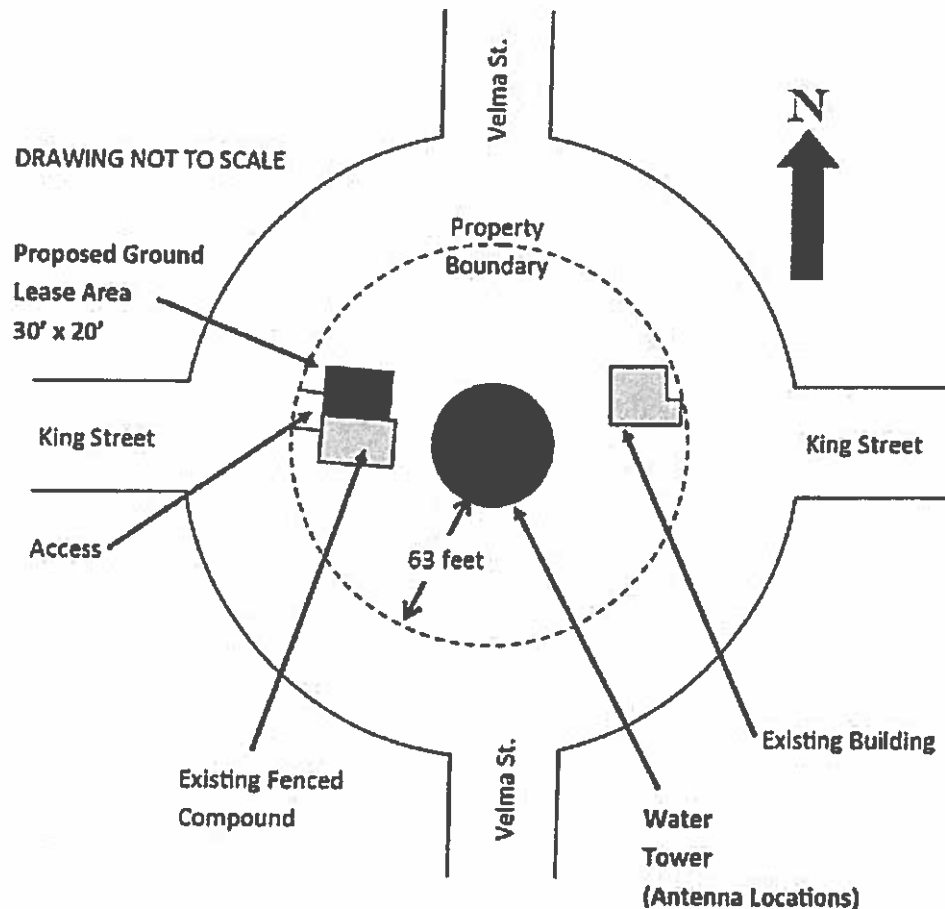 Velma St.
N
DRAWING NOT TO SCALE
Property
Boundary
Proposed Ground
Lease Area
30' x 20'
King Street
King Street
Access
63 feet
Existing Building
Existing Fenced
Compound
Velma St.
Water
Tower
(Antenna Locations)